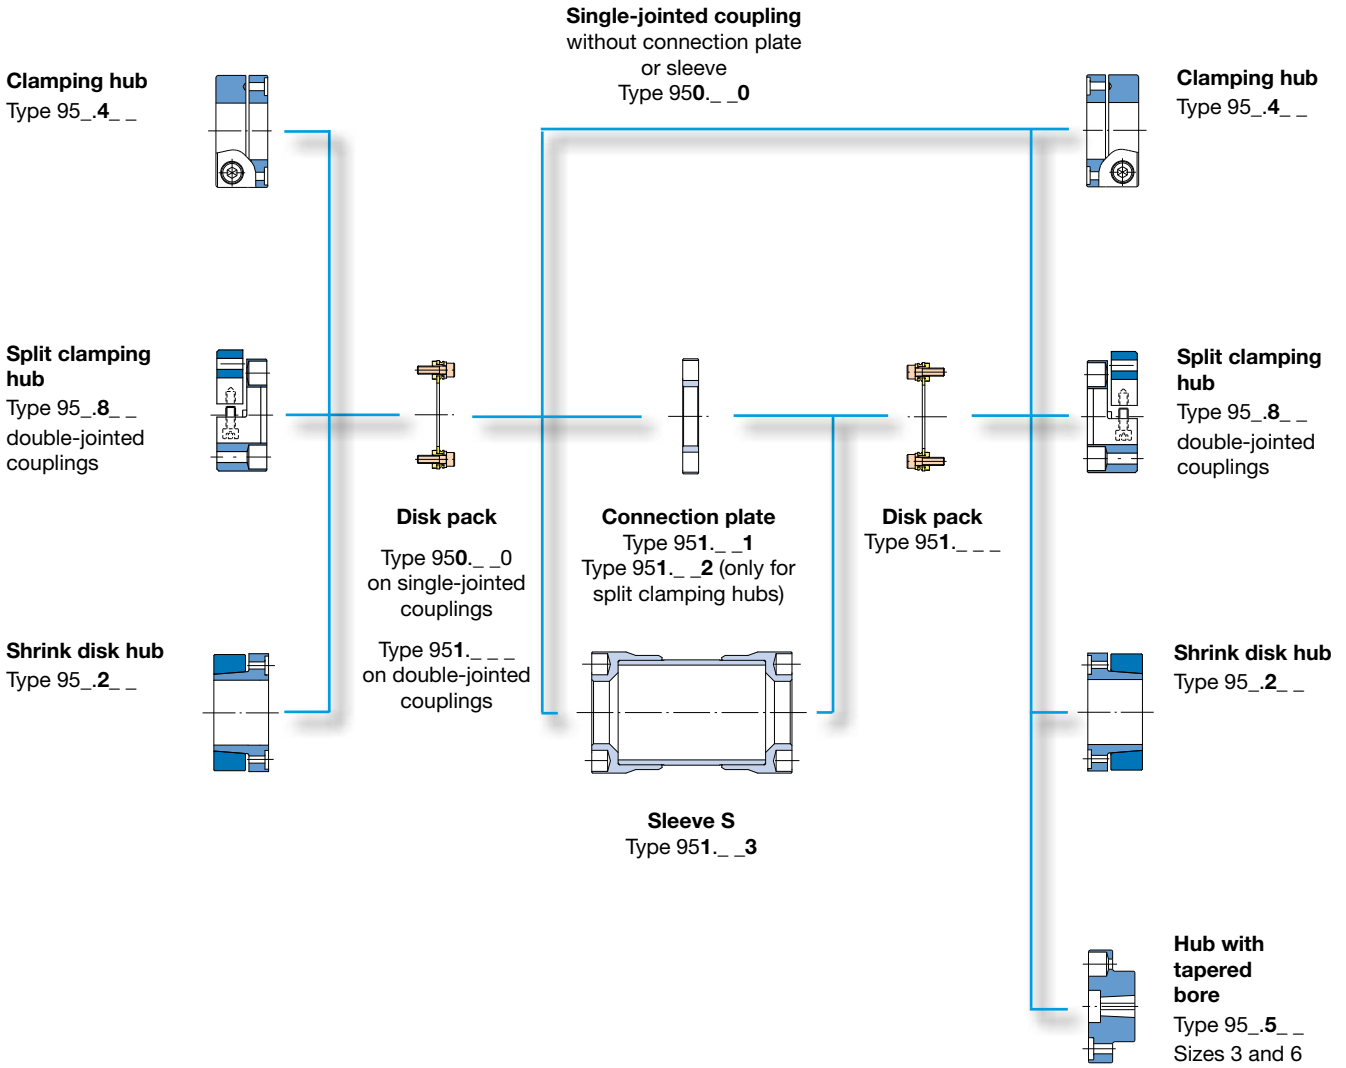 Single-jointed coupling
without connection plate
or sleeve
Type 950._ _0
Clamping hub
Type 95_.4_ _
Clamping hub
Type 95_.4_ _
Split clamping
hub
Type 95_.8_ _
double-jointed
couplings
Split clamping
hub
Type 95_.8_ _
double-jointed
couplings
Disk pack
Type 950._ _0
on single-jointed
couplings
Type 951._ _ _
on double-jointed
couplings
Connection plate
Type 951._ _1
Type 951._ _2 (only for
split clamping hubs)
Disk pack
Type 951._ _ _
Shrink disk hub
Type 95_.2_ _
Shrink disk hub
Type 95_.2_ _
Sleeve S
Type 951._ _3
Hub with
tapered
bore
Type 95_.5_ _
Sizes 3 and 6